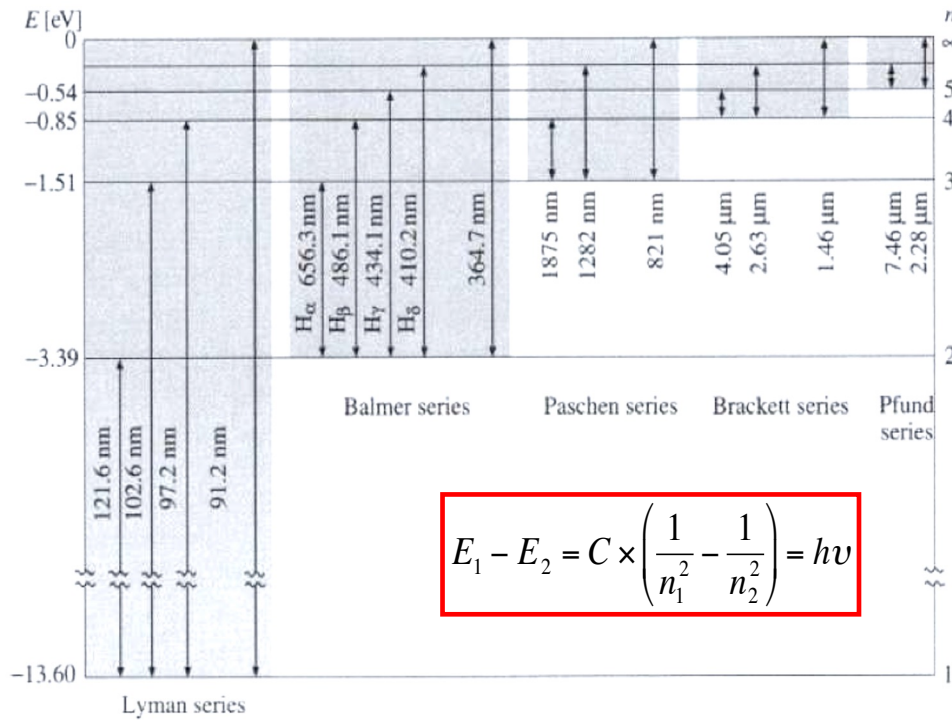 E [eV]
n
0
∞
−0.54
5
−0.85
4
−1.51
3
Hα 656.3 nm
Hβ 486.1 nm
Hγ 434.1 nm
Hδ 410.2 nm
364.7 nm
1875 nm
1282 nm
821 nm
4.05 μm
2.63 μm
1.46 μm
7.46 μm
2.28 μm
−3.39
2
Balmer series
Paschen series
Brackett series
Pfund
series
121.6 nm
102.6 nm
97.2 nm
91.2 nm
E₁ − E₂ = C × (1/n₁² − 1/n₂²) = hυ
−13.60
1
Lyman series